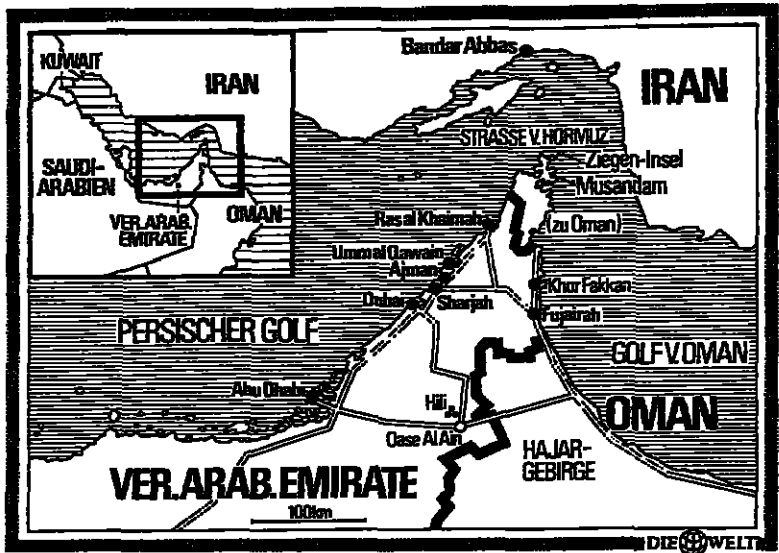 KUWAIT
IRAN
SAUDI-
ARABIEN
VER.ARAB.
EMIRATE
OMAN
Bandar Abbas
IRAN
STRASSE V. HORMUZ
Ziegen-Insel
Musandam
(zu Oman)
Ras al Khaimah
Umm al Qawain
Ajman
Dubai
Sharjah
Khor Fakkan
Fujairah
PERSISCHER GOLF
GOLF V. OMAN
Abu Dhabi
Hili
Oase Al Ain
OMAN
HAJAR-
GEBIRGE
VER.ARAB.EMIRATE
100km
DIE WELT